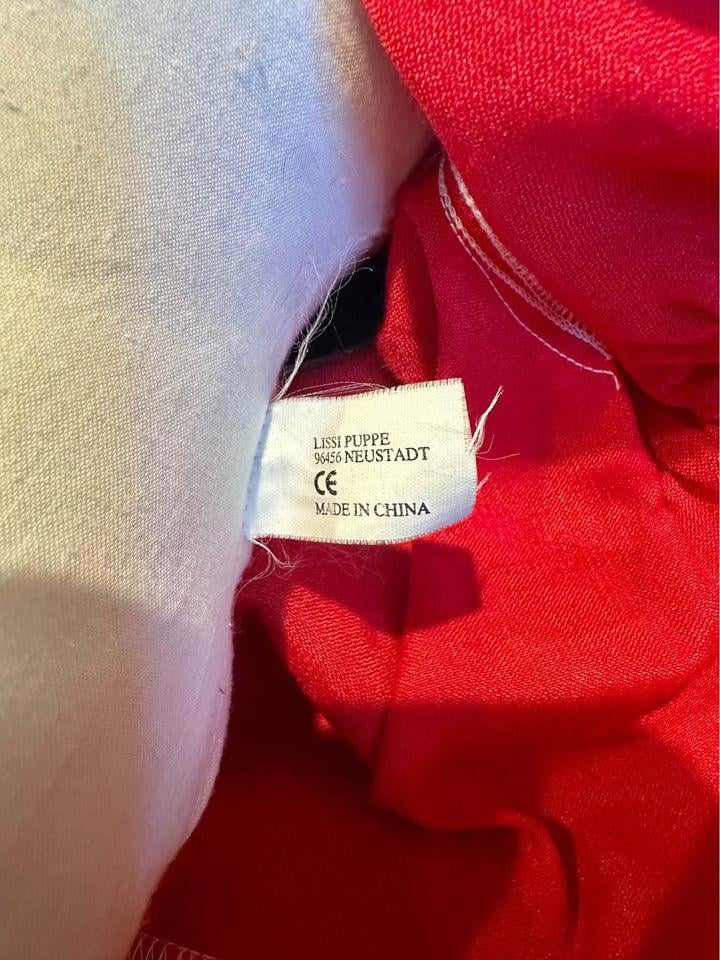 LISSI PUPPE
96456 NEUSTADT
CE
MADE IN CHINA